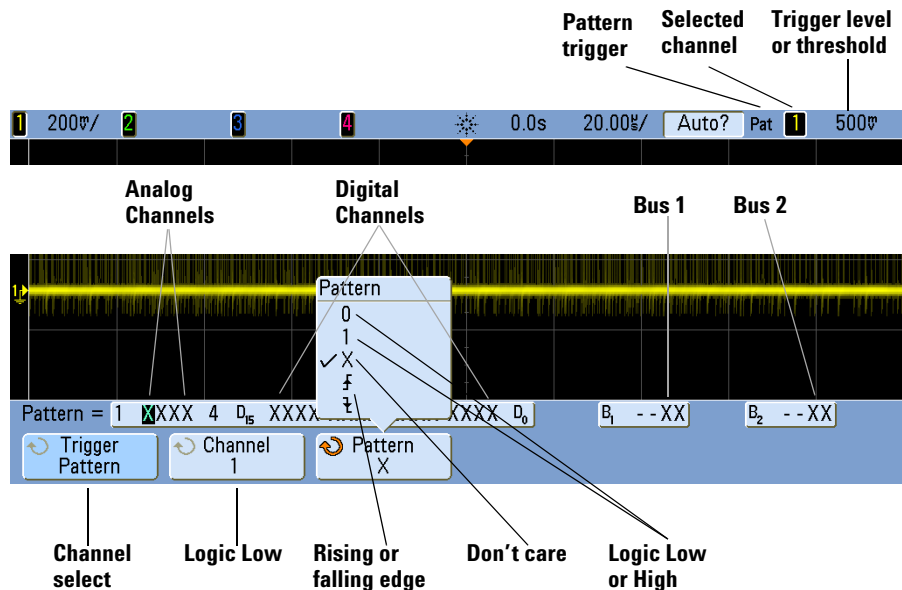 Pattern trigger
Selected channel
Trigger level or threshold
1 200mV/ 2 3 4 0.0s 20.00us/ Auto? Pat 1 500mV
Analog Channels
Digital Channels
Bus 1
Bus 2
1
Pattern
0
1
X
Pattern = 1 XXXX 4 D15 XXXX XXXX D0 B1 --XX B2 --XX
Trigger Pattern
Channel 1
Pattern X
Channel select
Logic Low
Rising or falling edge
Don't care
Logic Low or High